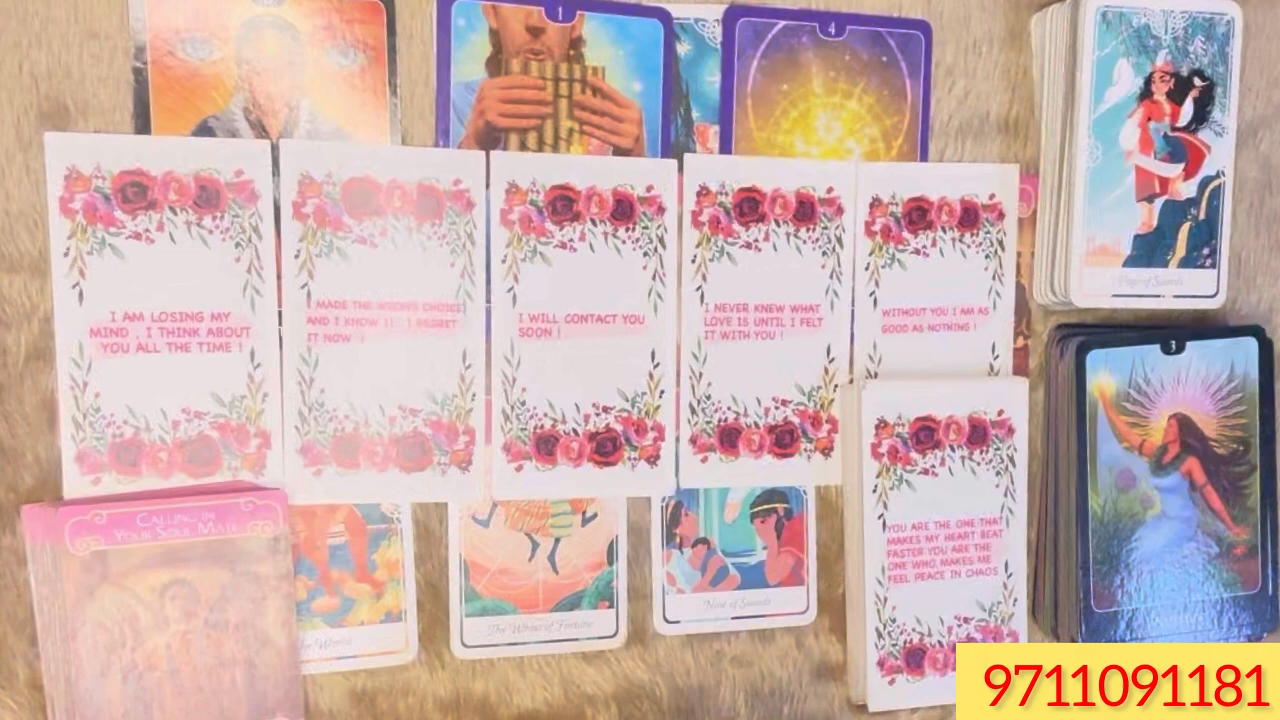 1
4
I AM LOSING MY
MIND , I THINK ABOUT
YOU ALL THE TIME !
I MADE THE WRONG CHOICE
AND I KNOW IT ! I REGRET
IT NOW !
I WILL CONTACT YOU
SOON !
I NEVER KNEW WHAT
LOVE IS UNTIL I FELT
IT WITH YOU !
WITHOUT YOU I AM AS
GOOD AS NOTHING !
Page of Swords
3
CALLING IN
YOUR SOUL MATE
The World
The Wheel of Fortune
Nine of Swords
YOU ARE THE ONE THAT
MAKES MY HEART BEAT
FASTER YOU ARE THE
ONE WHO MAKES ME
FEEL PEACE IN CHAOS
9711091181